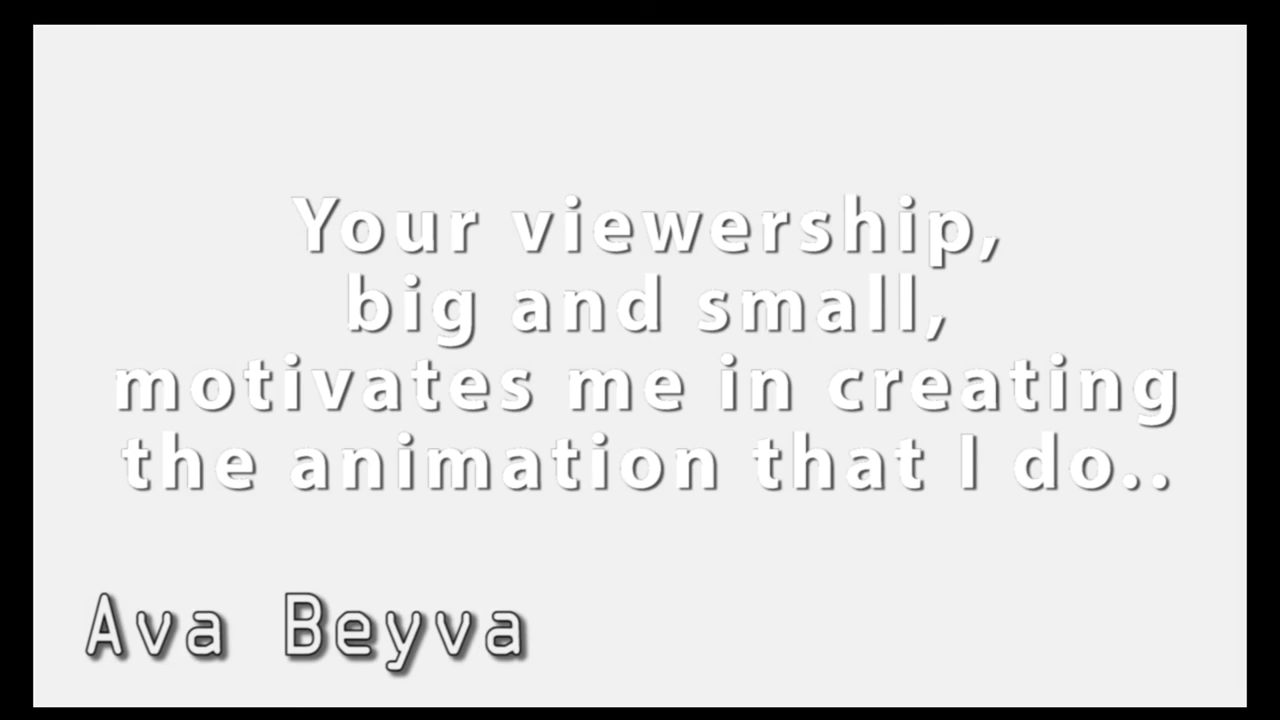 Your viewership,
big and small,
motivates me in creating
the animation that I do..
Ava Beyva